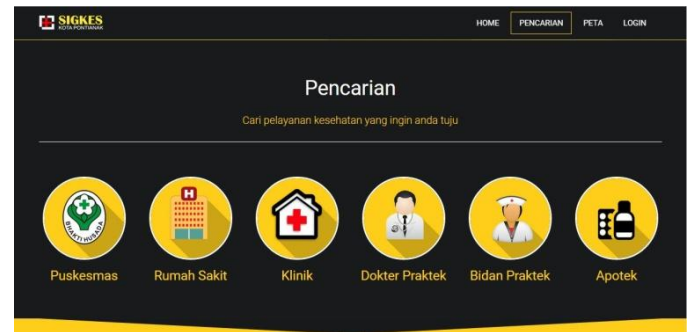 SIGKES
KOTA PONTIANAK
HOME PENCARIAN PETA LOGIN
Pencarian
Cari pelayanan kesehatan yang ingin anda tuju
H
BHAKTI HUSADA
Puskesmas Rumah Sakit Klinik Dokter Praktek Bidan Praktek Apotek